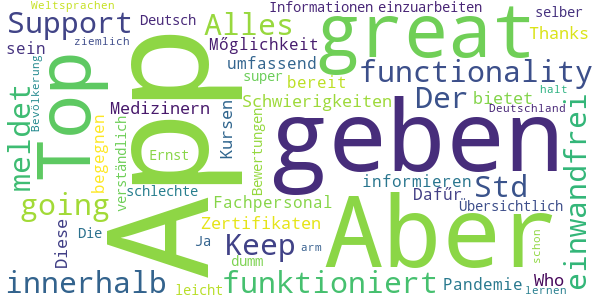 Weltsprachen
Support
Deutsch
Alles
Informationen
einzuarbeiten
great
selber
Thanks
sein
ziemlich
Möglichkeit
umfassend
functionality
super
bereit
Top
App
meldet
Bevölkerung
begegnen
Medizinern
Kursen
Schwierigkeiten
Der
bietet
halt
Deutschland
geben
einwandfrei
verständlich
Ernst
Bewertungen
going
schlechte
Fachpersonal
informieren
Std
Dafür
Übersichtlich
Aber
Zertifikaten
Diese
Die
Ja
Keep
arm
dumm
schon
innerhalb
leicht
funktioniert
Pandemie
Who
lernen